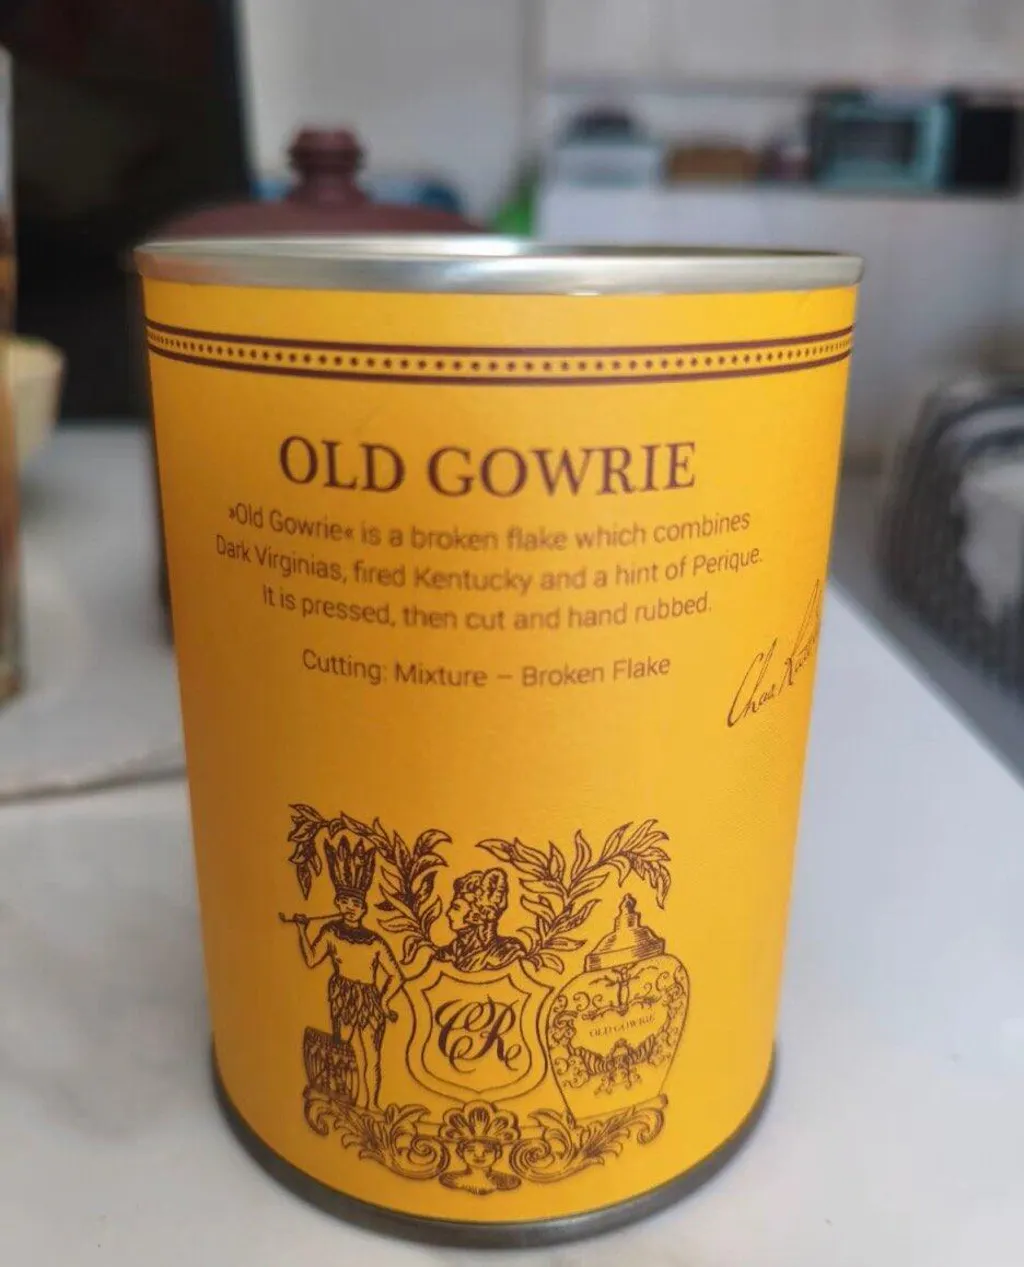 OLD GOWRIE
»Old Gowrie« is a broken flake which combines
Dark Virginias, fired Kentucky and a hint of Perique.
It is pressed, then cut and hand rubbed.
Cutting: Mixture – Broken Flake
CR
OLD GOWRIE